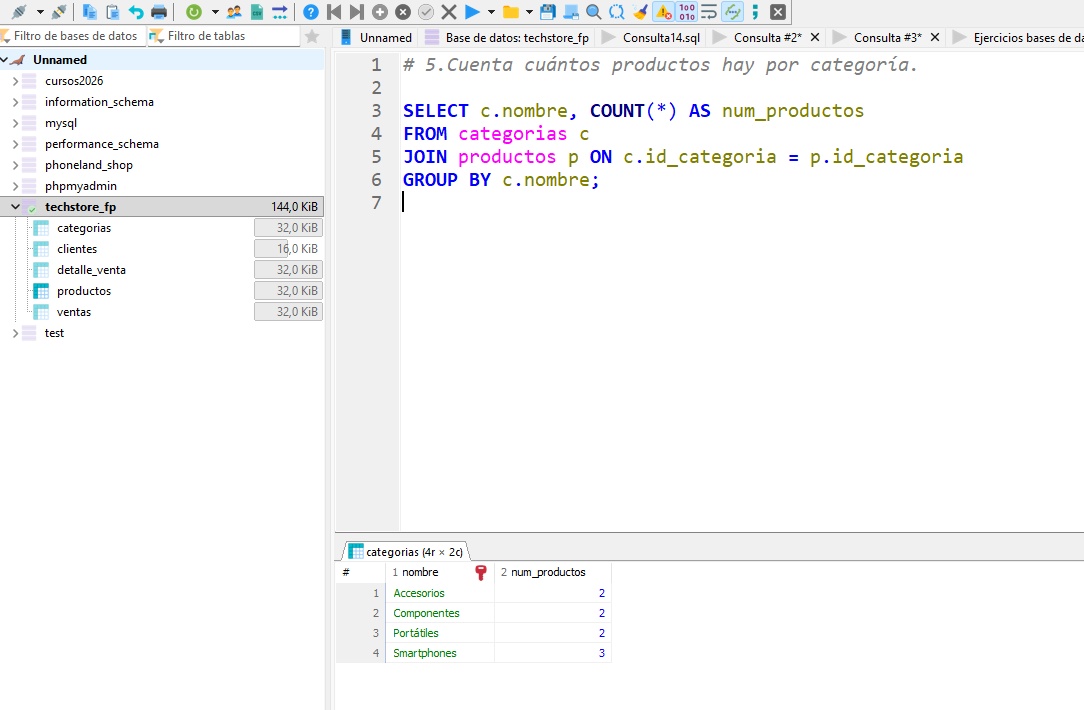 Filtro de bases de datos Filtro de tablas
Unnamed Base de datos: techstore_fp Consulta14.sql Consulta #2* Consulta #3* Ejercicios bases de da
Unnamed
cursos2026
information_schema
mysql
performance_schema
phoneland_shop
phpmyadmin
techstore_fp 144,0 KiB
categorias 32,0 KiB
clientes 16,0 KiB
detalle_venta 32,0 KiB
productos 32,0 KiB
ventas 32,0 KiB
test
1 # 5.Cuenta cuántos productos hay por categoría.
2
3 SELECT c.nombre, COUNT(*) AS num_productos
4 FROM categorias c
5 JOIN productos p ON c.id_categoria = p.id_categoria
6 GROUP BY c.nombre;
7
categorias (4r × 2c)
# 1 nombre 2 num_productos
1 Accesorios 2
2 Componentes 2
3 Portátiles 2
4 Smartphones 3